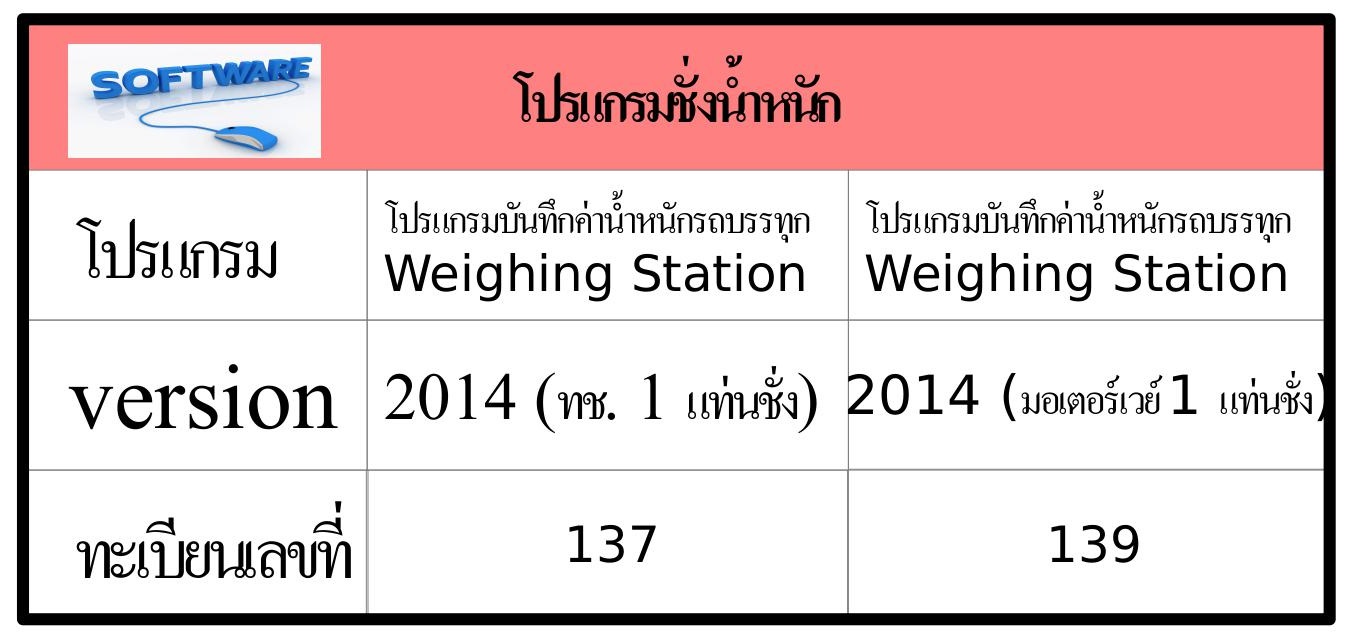 SOFTWARE
โปรแกรมชั่งน้ำหนัก
โปรแกรม
โปรแกรมบันทึกค่าน้ำหนักรถบรรทุก
Weighing Station
โปรแกรมบันทึกค่าน้ำหนักรถบรรทุก
Weighing Station
version
2014 (ทช. 1 แท่นชั่ง)
2014 (มอเตอร์เวย์ 1 แท่นชั่ง)
ทะเบียนเลขที่
137
139